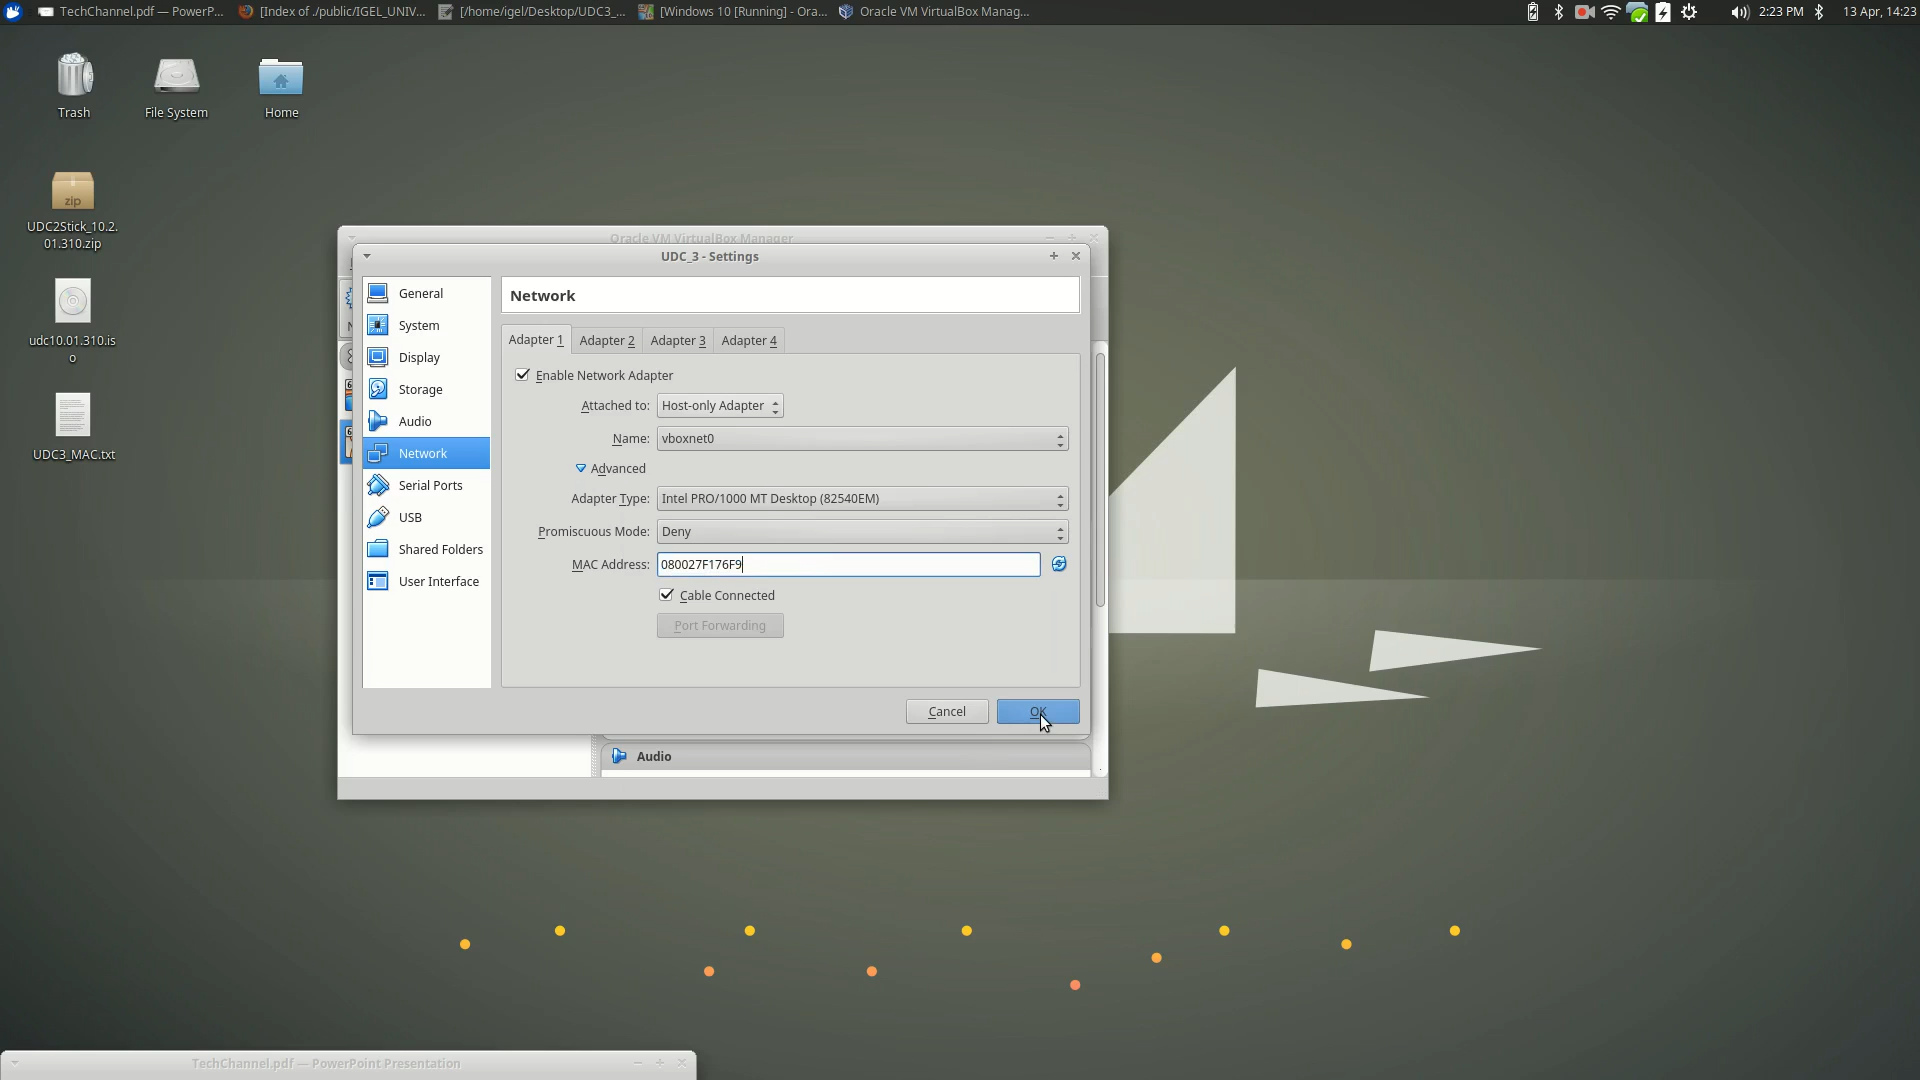 TechChannel.pdf — PowerP...
[Index of ./public/IGEL_UNIV...
[/home/igel/Desktop/UDC3_...
[Windows 10 [Running] - Ora...
Oracle VM VirtualBox Manag...
2:23 PM
13 Apr, 14:23
Trash
File System
Home
zip
UDC2Stick_10.2.
01.310.zip
udc10.01.310.is
o
UDC3_MAC.txt
Oracle VM VirtualBox Manager
UDC_3 - Settings
General
System
Display
Storage
Audio
Network
Serial Ports
USB
Shared Folders
User Interface
Network
Adapter 1
Adapter 2
Adapter 3
Adapter 4
Enable Network Adapter
Attached to: Host-only Adapter
Name: vboxnet0
Advanced
Adapter Type: Intel PRO/1000 MT Desktop (82540EM)
Promiscuous Mode: Deny
MAC Address: 080027F176F9
Cable Connected
Port Forwarding
Cancel
OK
Audio
TechChannel.pdf — PowerPoint Presentation